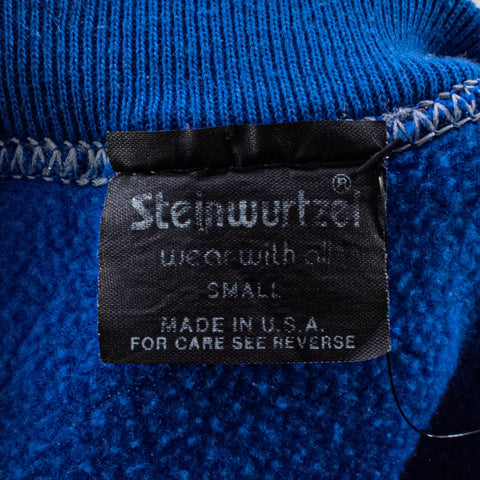 Steinwurtzel®
wear with all
SMALL
MADE IN U.S.A.
FOR CARE SEE REVERSE